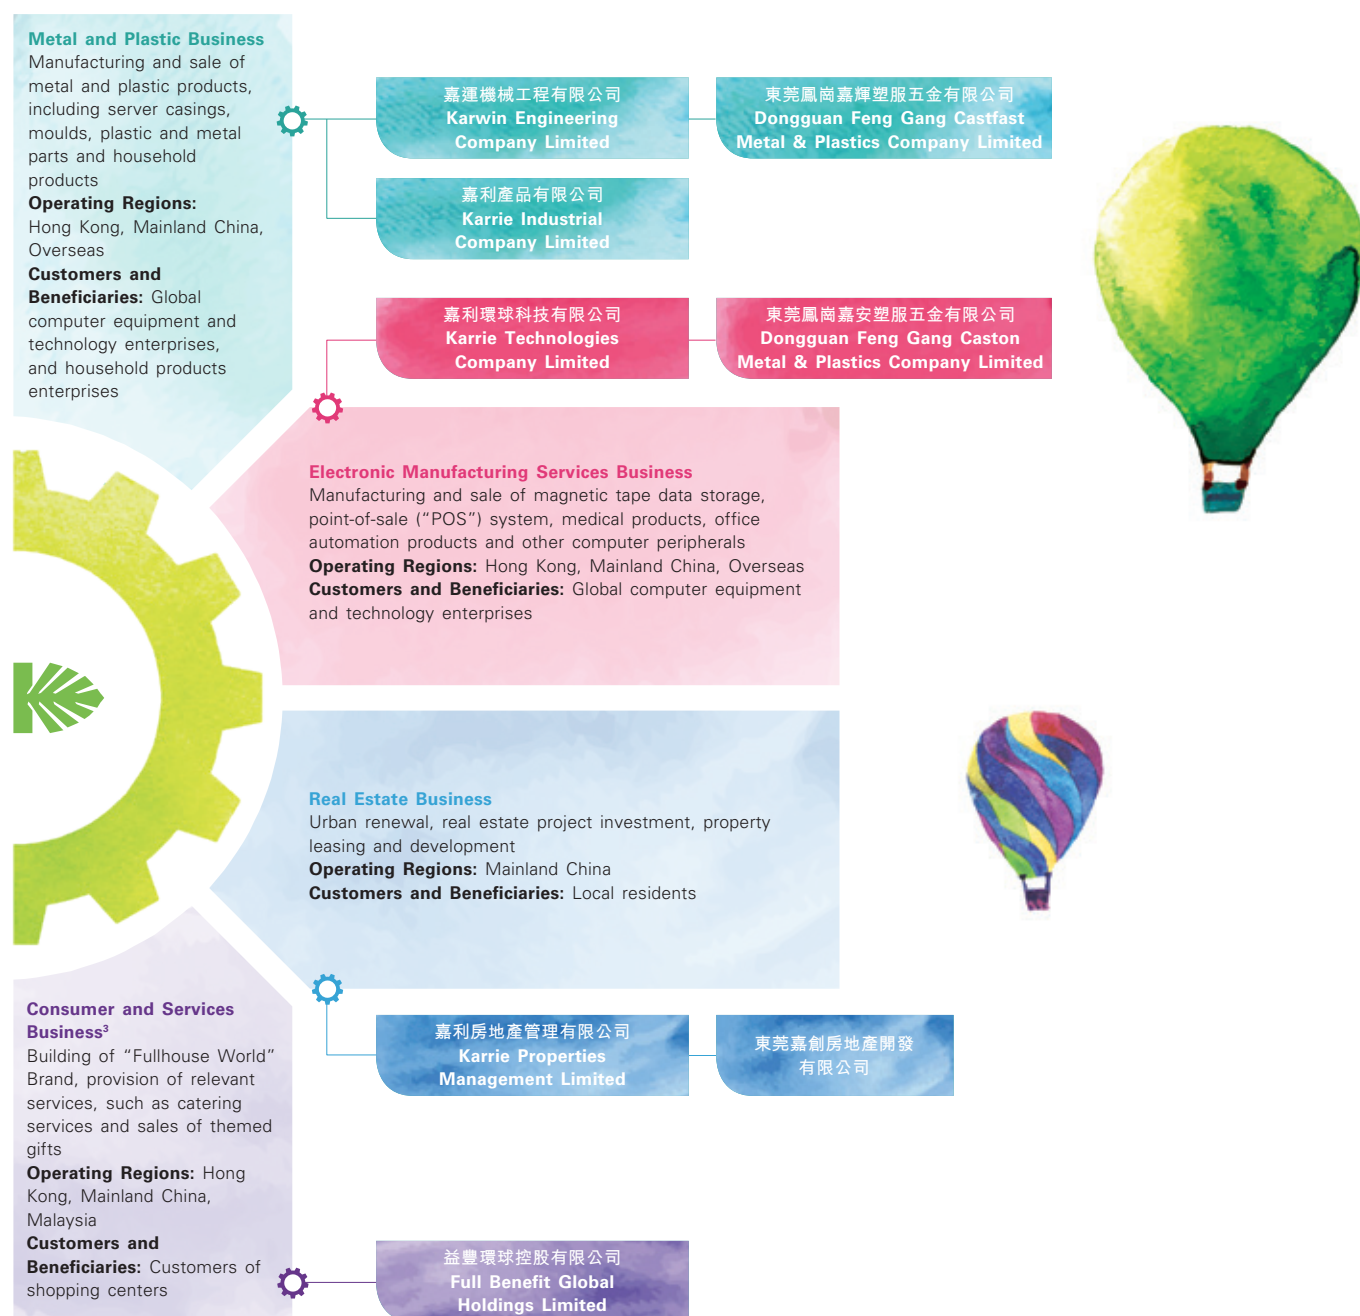 Metal and Plastic Business
Manufacturing and sale of
metal and plastic products,
including server casings,
moulds, plastic and metal
parts and household
products
Operating Regions:
Hong Kong, Mainland China,
Overseas
Customers and
Beneficiaries: Global
computer equipment and
technology enterprises,
and household products
enterprises
嘉運機械工程有限公司
Karwin Engineering
Company Limited
東莞鳳崗嘉輝塑服五金有限公司
Dongguan Feng Gang Castfast
Metal & Plastics Company Limited
嘉利產品有限公司
Karrie Industrial
Company Limited
嘉利環球科技有限公司
Karrie Technologies
Company Limited
東莞鳳崗嘉安塑服五金有限公司
Dongguan Feng Gang Caston
Metal & Plastics Company Limited
Electronic Manufacturing Services Business
Manufacturing and sale of magnetic tape data storage,
point-of-sale (“POS”) system, medical products, office
automation products and other computer peripherals
Operating Regions: Hong Kong, Mainland China, Overseas
Customers and Beneficiaries: Global computer equipment
and technology enterprises
Real Estate Business
Urban renewal, real estate project investment, property
leasing and development
Operating Regions: Mainland China
Customers and Beneficiaries: Local residents
嘉利房地產管理有限公司
Karrie Properties
Management Limited
東莞嘉創房地產開發
有限公司
Consumer and Services
Business³
Building of “Fullhouse World”
Brand, provision of relevant
services, such as catering
services and sales of themed
gifts
Operating Regions: Hong
Kong, Mainland China,
Malaysia
Customers and
Beneficiaries: Customers of
shopping centers
益豐環球控股有限公司
Full Benefit Global
Holdings Limited